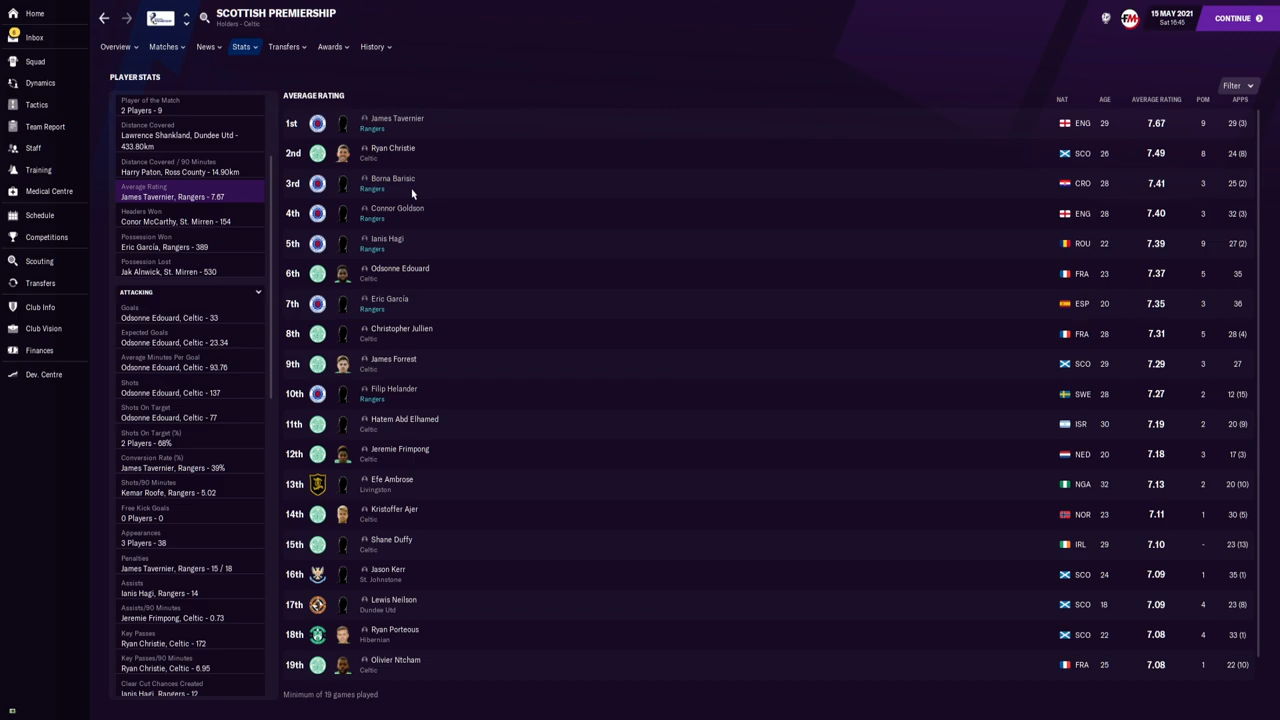 Home
SCOTTISH PREMIERSHIP
Holders - Celtic
FM
15 MAY 2021
Sat 16:45
CONTINUE
6
Inbox
Squad
Dynamics
Tactics
Team Report
Staff
Training
Medical Centre
Schedule
Competitions
Scouting
Transfers
Club Info
Club Vision
Finances
Dev. Centre
Overview
Matches
News
Stats
Transfers
Awards
History
PLAYER STATS
Player of the Match
2 Players - 9
Distance Covered
Lawrence Shankland, Dundee Utd -
433.80km
Distance Covered / 90 Minutes
Harry Paton, Ross County - 14.90km
Average Rating
James Tavernier, Rangers - 7.67
Headers Won
Conor McCarthy, St. Mirren - 154
Possession Won
Eric García, Rangers - 389
Possession Lost
Jak Alnwick, St. Mirren - 530
ATTACKING
Goals
Odsonne Edouard, Celtic - 33
Expected Goals
Odsonne Edouard, Celtic - 23.34
Average Minutes Per Goal
Odsonne Edouard, Celtic - 93.76
Shots
Odsonne Edouard, Celtic - 137
Shots On Target
Odsonne Edouard, Celtic - 77
Shots On Target (%)
2 Players - 68%
Conversion Rate (%)
James Tavernier, Rangers - 39%
Shots/90 Minutes
Kemar Roofe, Rangers - 5.02
Free Kick Goals
0 Players - 0
Appearances
3 Players - 38
Penalties
James Tavernier, Rangers - 15 / 18
Assists
Ianis Hagi, Rangers - 14
Assists/90 Minutes
Jeremie Frimpong, Celtic - 0.73
Key Passes
Ryan Christie, Celtic - 172
Key Passes/90 Minutes
Ryan Christie, Celtic - 6.95
Clear Cut Chances Created
Ianis Hagi, Rangers - 12
Filter
AVERAGE RATING NAT AGE AVERAGE RATING POM APPS
1st James Tavernier Rangers ENG 29 7.67 9 29 (3)
2nd Ryan Christie Celtic SCO 26 7.49 8 24 (8)
3rd Borna Barisic Rangers CRO 28 7.41 3 25 (2)
4th Connor Goldson Rangers ENG 28 7.40 3 32 (3)
5th Ianis Hagi Rangers ROU 22 7.39 9 27 (2)
6th Odsonne Edouard Celtic FRA 23 7.37 5 35
7th Eric García Rangers ESP 20 7.35 3 36
8th Christopher Jullien Celtic FRA 28 7.31 5 28 (4)
9th James Forrest Celtic SCO 29 7.29 3 27
10th Filip Helander Rangers SWE 28 7.27 2 12 (15)
11th Hatem Abd Elhamed Celtic ISR 30 7.19 2 20 (9)
12th Jeremie Frimpong Celtic NED 20 7.18 3 17 (3)
13th Efe Ambrose Livingston NGA 32 7.13 2 20 (10)
14th Kristoffer Ajer Celtic NOR 23 7.11 1 30 (5)
15th Shane Duffy Celtic IRL 29 7.10 - 23 (13)
16th Jason Kerr St. Johnstone SCO 24 7.09 1 35 (1)
17th Lewis Neilson Dundee Utd SCO 18 7.09 4 23 (8)
18th Ryan Porteous Hibernian SCO 22 7.08 4 33 (1)
19th Olivier Ntcham Celtic FRA 25 7.08 1 22 (10)
Minimum of 19 games played